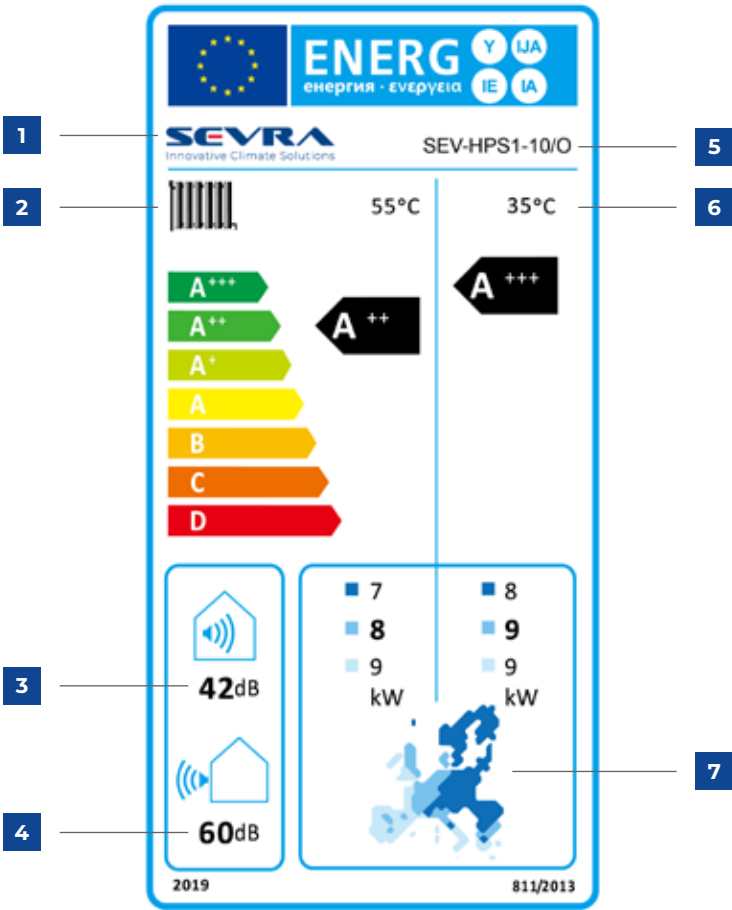 ENERG Y IJA
енергия · ενεργεια IE IA
1
SEVRA
Innovative Climate Solutions
SEV-HPS1-10/O
5
2
55°C
35°C
6
A+++
A++
A+
A
B
C
D
A ++
A +++
7
8
9
kW
8
9
9
kW
3
42dB
7
4
60dB
2019
811/2013